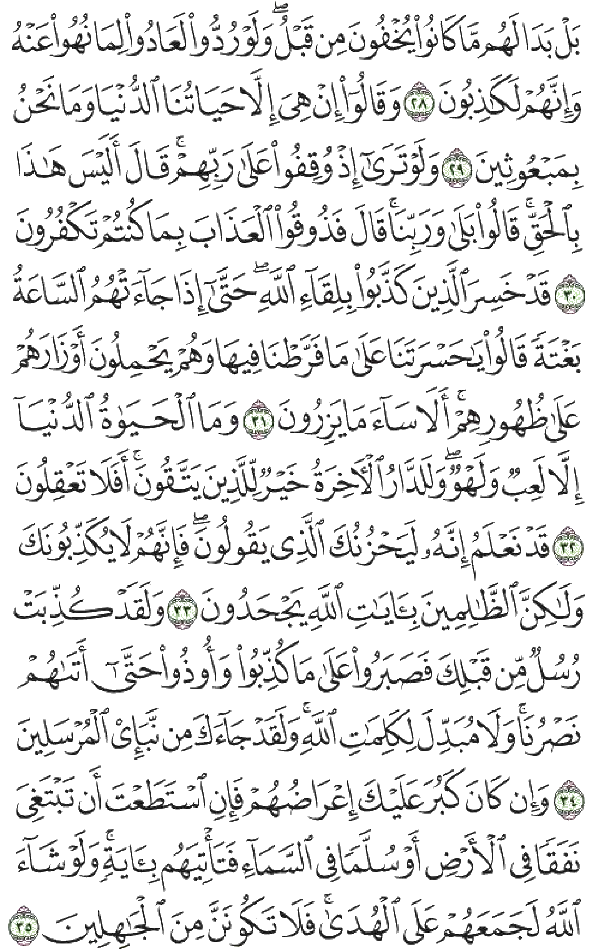 بَلْ بَدَا لَهُم مَّا كَانُوا۟ يُخْفُونَ مِن قَبْلُ ۖ وَلَوْ رُدُّوا۟ لَعَادُوا۟ لِمَا نُهُوا۟ عَنْهُ
وَإِنَّهُمْ لَكَـٰذِبُونَ ٢٨ وَقَالُوٓا۟ إِنْ هِىَ إِلَّا حَيَاتُنَا ٱلدُّنْيَا وَمَا نَحْنُ
بِمَبْعُوثِينَ ٢٩ وَلَوْ تَرَىٰٓ إِذْ وُقِفُوا۟ عَلَىٰ رَبِّهِمْ ۚ قَالَ أَلَيْسَ هَـٰذَا
بِٱلْحَقِّ ۚ قَالُوا۟ بَلَىٰ وَرَبِّنَا ۚ قَالَ فَذُوقُوا۟ ٱلْعَذَابَ بِمَا كُنتُمْ تَكْفُرُونَ
٣٠ قَدْ خَسِرَ ٱلَّذِينَ كَذَّبُوا۟ بِلِقَآءِ ٱللَّهِ ۖ حَتَّىٰٓ إِذَا جَآءَتْهُمُ ٱلسَّاعَةُ
بَغْتَةً قَالُوا۟ يَـٰحَسْرَتَنَا عَلَىٰ مَا فَرَّطْنَا فِيهَا وَهُمْ يَحْمِلُونَ أَوْزَارَهُمْ
عَلَىٰ ظُهُورِهِمْ ۚ أَلَا سَآءَ مَا يَزِرُونَ ٣١ وَمَا ٱلْحَيَوٰةُ ٱلدُّنْيَآ
إِلَّا لَعِبٌ وَلَهْوٌ ۖ وَلَلدَّارُ ٱلْـَٔاخِرَةُ خَيْرٌ لِّلَّذِينَ يَتَّقُونَ ۗ أَفَلَا تَعْقِلُونَ
٣٢ قَدْ نَعْلَمُ إِنَّهُۥ لَيَحْزُنُكَ ٱلَّذِى يَقُولُونَ ۖ فَإِنَّهُمْ لَا يُكَذِّبُونَكَ
وَلَـٰكِنَّ ٱلظَّـٰلِمِينَ بِـَٔايَـٰتِ ٱللَّهِ يَجْحَدُونَ ٣٣ وَلَقَدْ كُذِّبَتْ
رُسُلٌ مِّن قَبْلِكَ فَصَبَرُوا۟ عَلَىٰ مَا كُذِّبُوا۟ وَأُوذُوا۟ حَتَّىٰٓ أَتَىٰهُمْ
نَصْرُنَا ۚ وَلَا مُبَدِّلَ لِكَلِمَـٰتِ ٱللَّهِ ۚ وَلَقَدْ جَآءَكَ مِن نَّبَإِى۟ ٱلْمُرْسَلِينَ
٣٤ وَإِن كَانَ كَبُرَ عَلَيْكَ إِعْرَاضُهُمْ فَإِنِ ٱسْتَطَعْتَ أَن تَبْتَغِىَ
نَفَقًا فِى ٱلْأَرْضِ أَوْ سُلَّمًا فِى ٱلسَّمَآءِ فَتَأْتِيَهُم بِـَٔايَةٍ ۚ وَلَوْ شَآءَ
ٱللَّهُ لَجَمَعَهُمْ عَلَى ٱلْهُدَىٰ ۚ فَلَا تَكُونَنَّ مِنَ ٱلْجَـٰهِلِينَ ٣٥